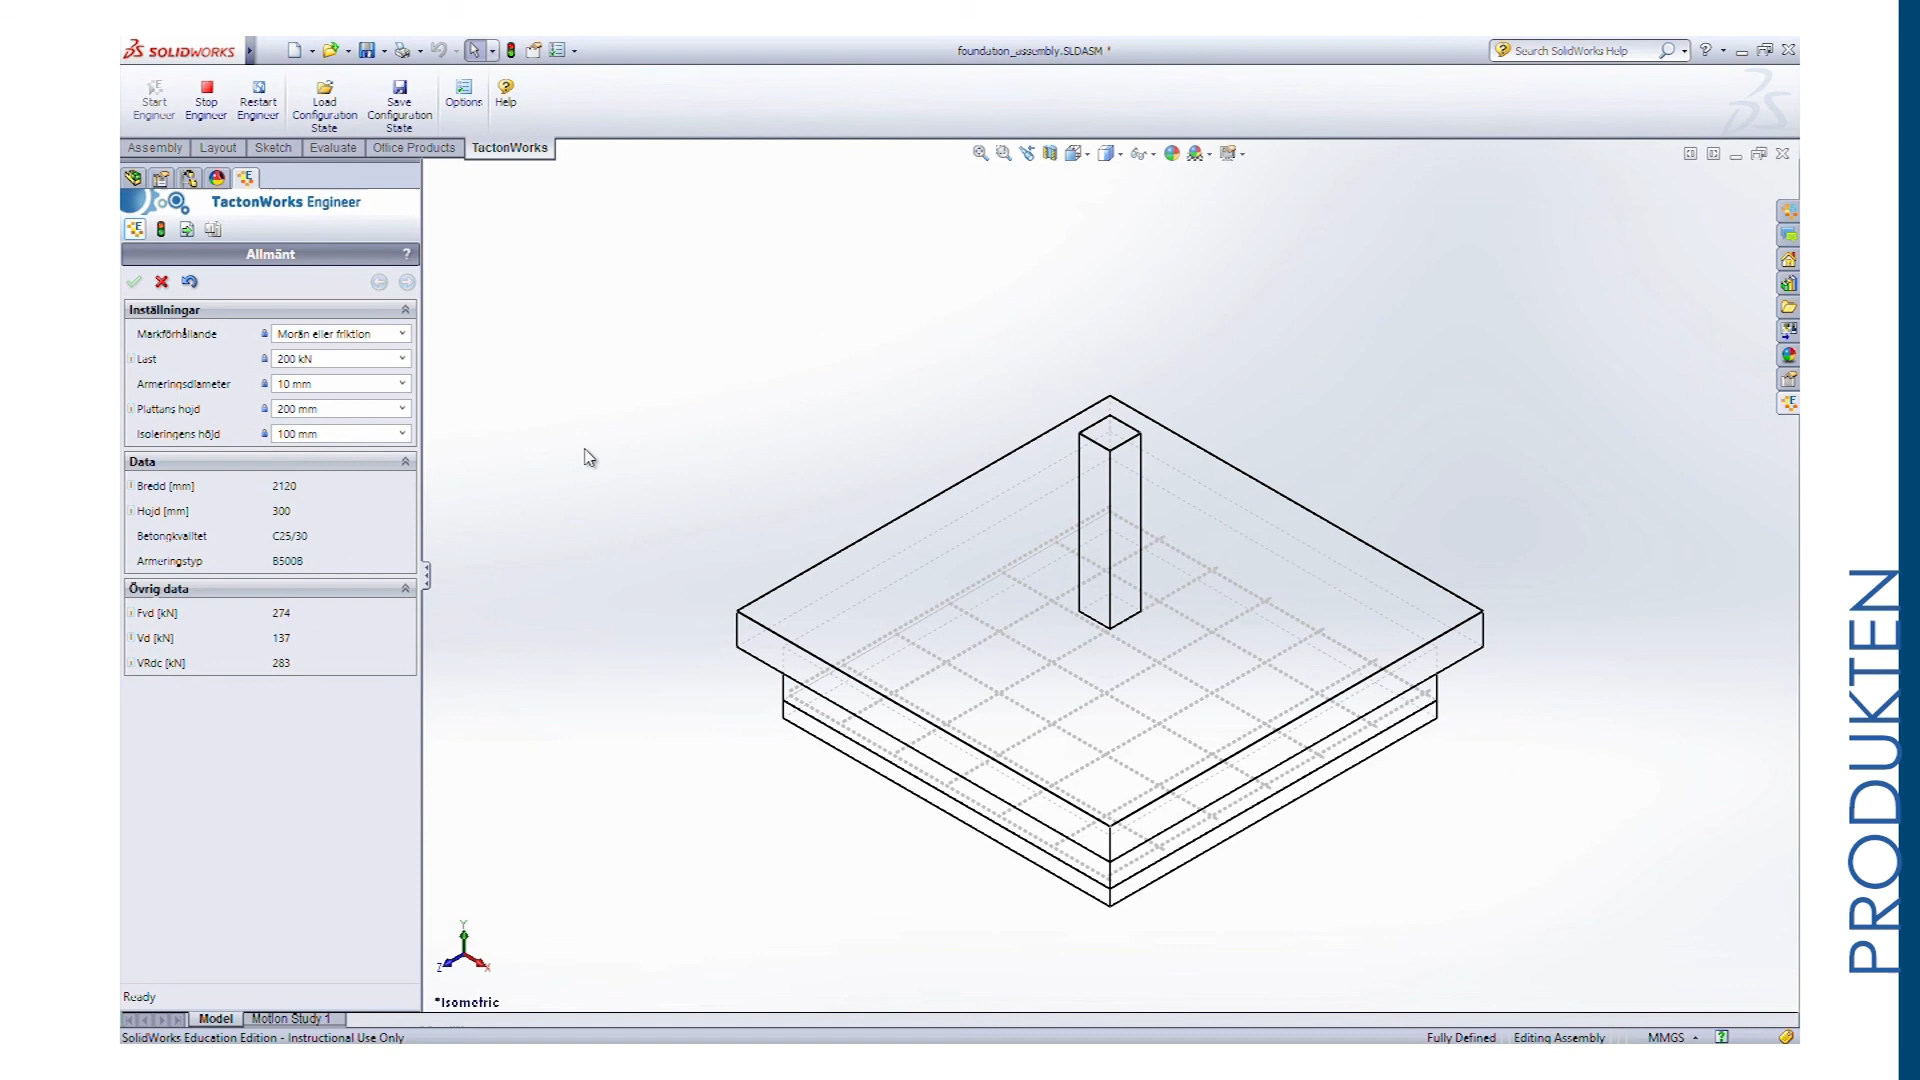 SOLIDWORKS
foundation_assembly.SLDASM *
Search SolidWorks Help
Start Engineer
Stop Engineer
Restart Engineer
Load Configuration State
Save Configuration State
Options
Help
Assembly Layout Sketch Evaluate Office Products TactonWorks
TactonWorks Engineer
Allmänt ?
Inställningar
Markförhållande Morän eller friktion
Last 200 kN
Armeringsdiameter 10 mm
Plattans hojd 200 mm
Isoleringens höjd 100 mm
Data
Bredd [mm] 2120
Hojd [mm] 300
Betongkvalitet C25/30
Armeringstyp B500B
Övrig data
Fvd [kN] 274
Vd [kN] 137
VRdc [kN] 283
Y
Z X
*Isometric
Ready
Model Motion Study 1
SolidWorks Education Edition - Instructional Use Only
Fully Defined Editing Assembly MMGS
PRODUKTEN